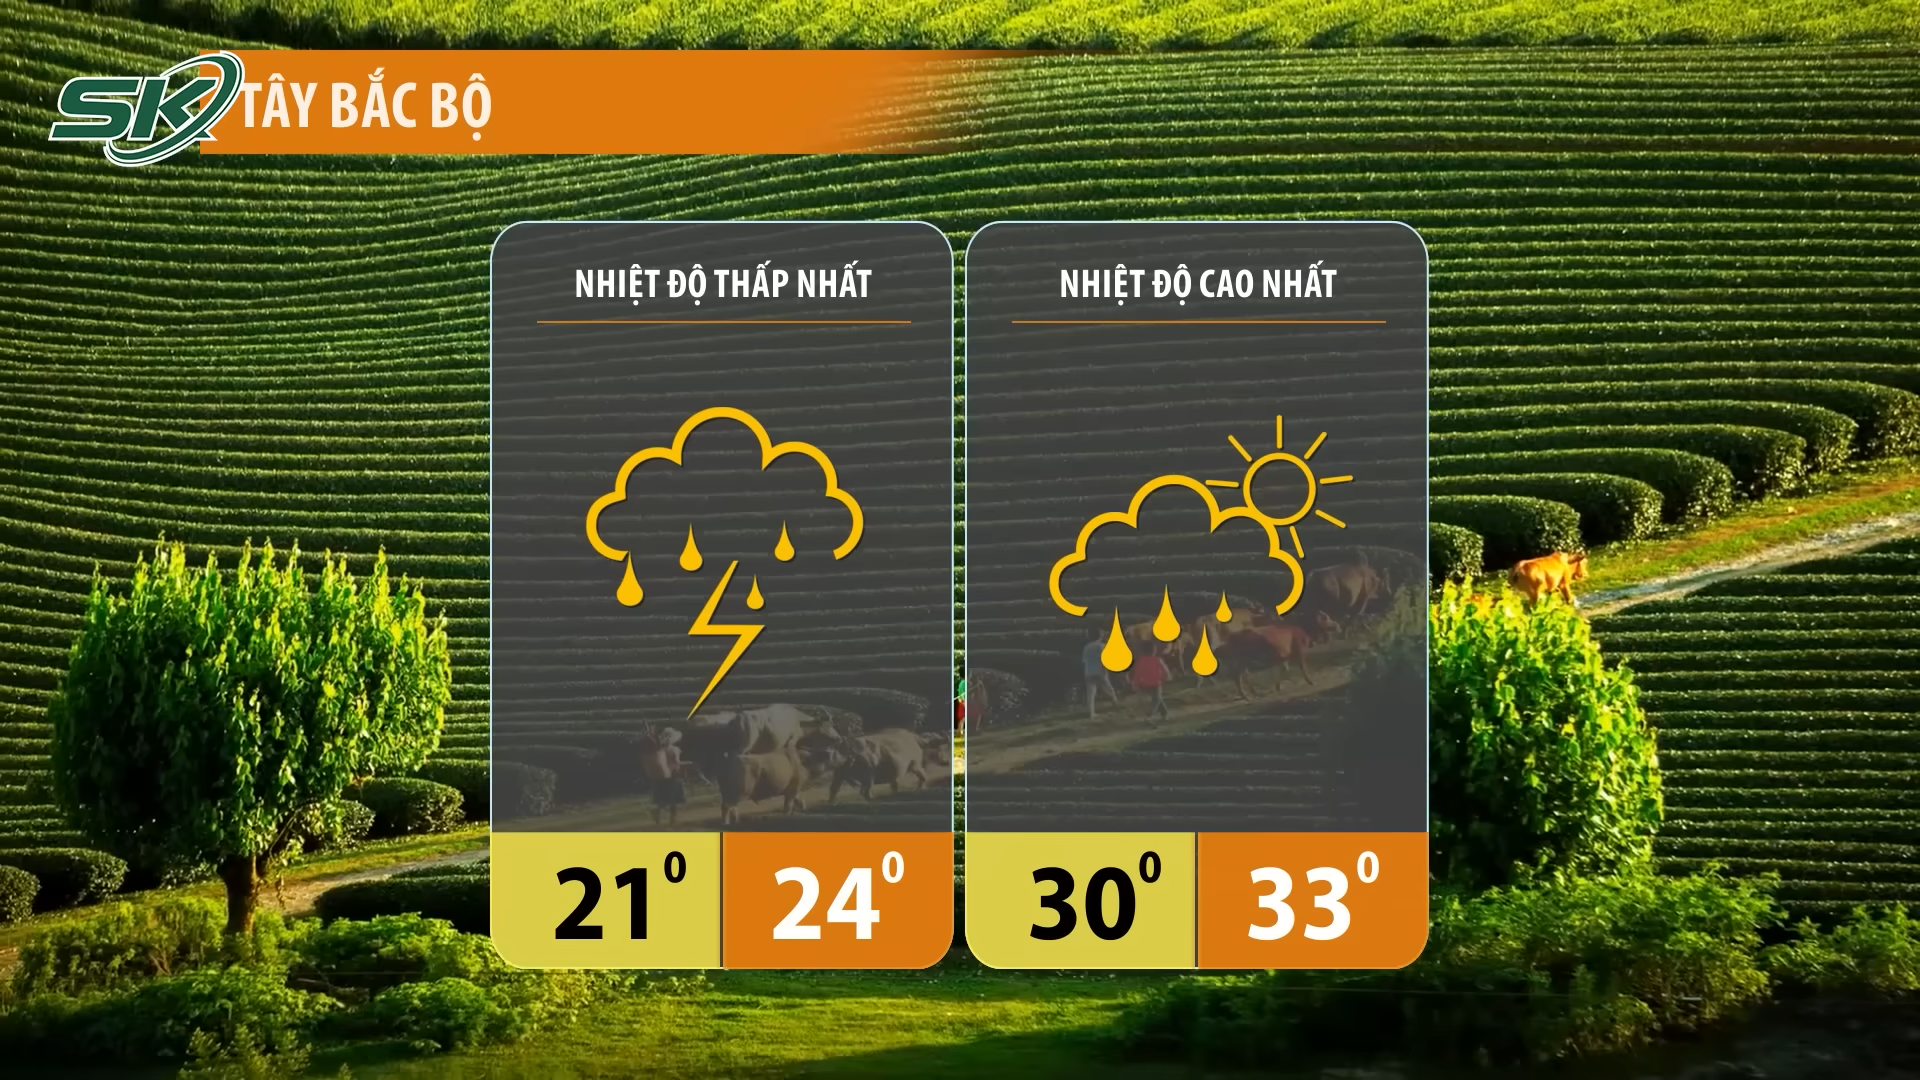 SK
TÂY BẮC BỘ
NHIỆT ĐỘ THẤP NHẤT
NHIỆT ĐỘ CAO NHẤT
21⁰ 24⁰
30⁰ 33⁰